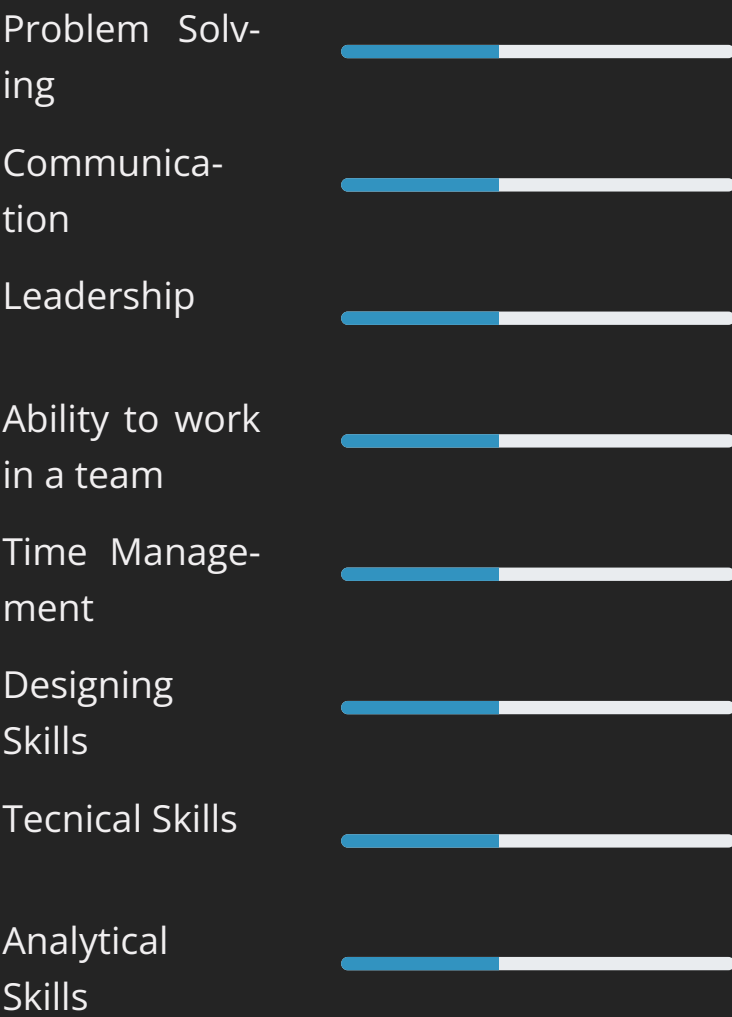 Problem Solv-
ing
Communica-
tion
Leadership
Ability to work
in a team
Time Manage-
ment
Designing
Skills
Tecnical Skills
Analytical
Skills